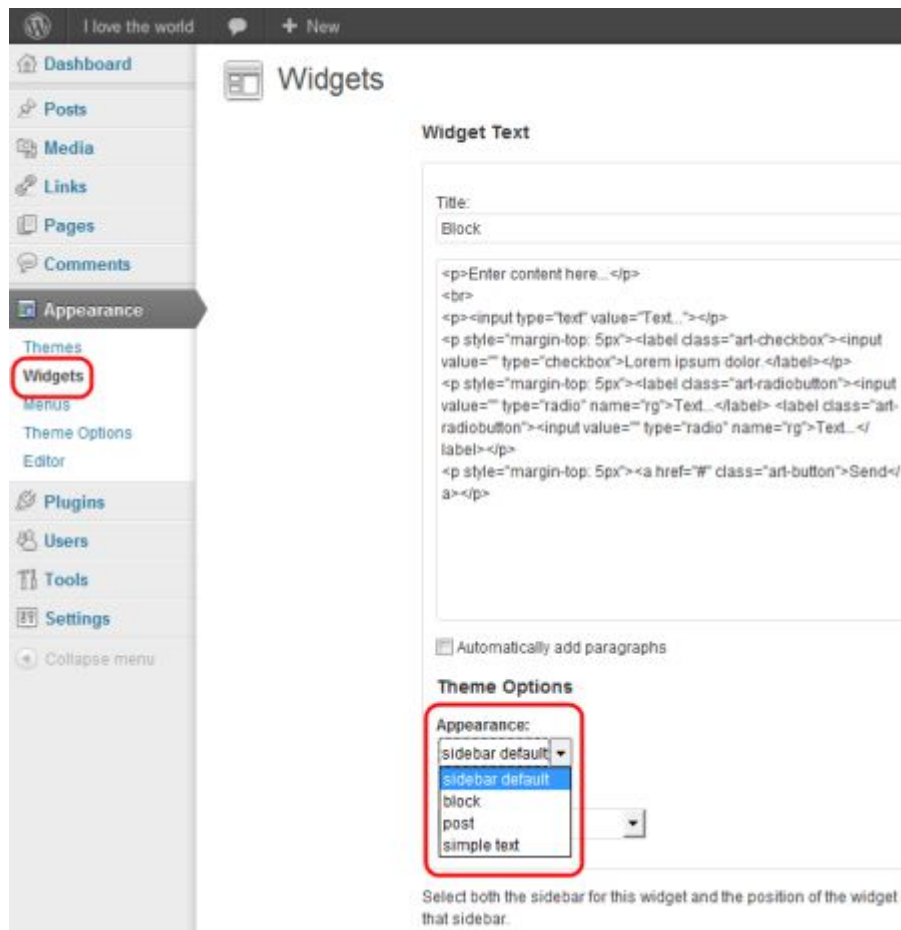 I love the world
+ New
Dashboard
Posts
Media
Links
Pages
Comments
Appearance
Themes
Widgets
Menus
Theme Options
Editor
Plugins
Users
Tools
Settings
Collapse menu
Widgets
Widget Text
Title:
Block
<p>Enter content here...</p>
<br>
<p><input type="text" value="Text..."></p>
<p style="margin-top: 5px"><label class="art-checkbox"><input
value="" type="checkbox">Lorem ipsum dolor.</label></p>
<p style="margin-top: 5px"><label class="art-radiobutton"><input
value="" type="radio" name="rg">Text...</label> <label class="art-
radiobutton"><input value="" type="radio" name="rg">Text...</
label></p>
<p style="margin-top: 5px"><a href="#" class="art-button">Send</
a></p>
Automatically add paragraphs
Theme Options
Appearance:
sidebar default
sidebar default
block
post
simple text
Select both the sidebar for this widget and the position of the widget
that sidebar.